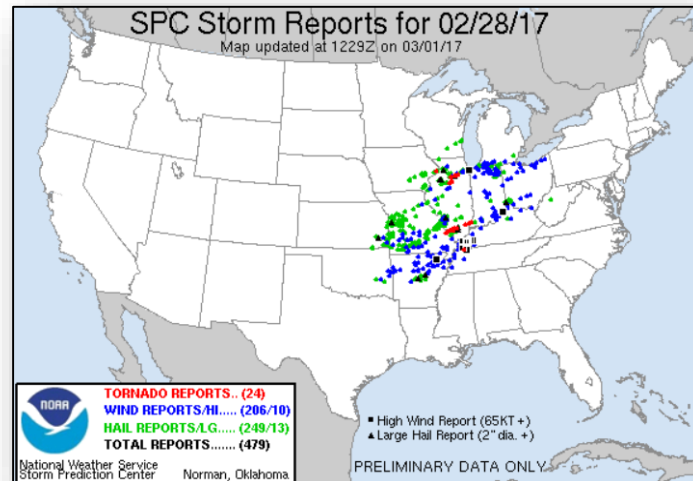 SPC Storm Reports for 02/28/17
Map updated at 1229Z on 03/01/17
NOAA
TORNADO REPORTS.. (24)
WIND REPORTS/HI..... (206/10)
HAIL REPORTS/LG..... (249/13)
TOTAL REPORTS....... (479)
National Weather Service
Storm Prediction Center Norman, Oklahoma
High Wind Report (65KT +)
Large Hail Report (2" dia. +)
PRELIMINARY DATA ONLY